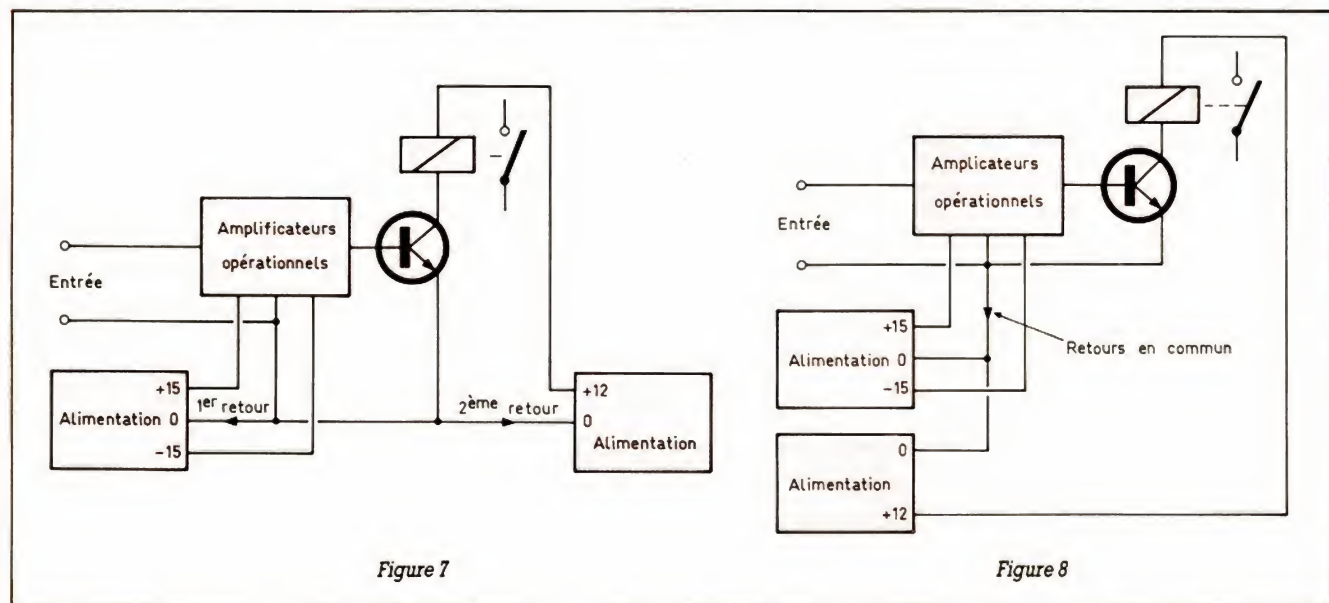 Amplificateurs
opérationnels
Entrée
+15
Alimentation 0
-15
1er retour
2ème retour
+12
0
Alimentation
Figure 7
Amplicateurs
opérationnels
Entrée
+15
Alimentation 0
-15
Retours en commun
0
Alimentation
+12
Figure 8